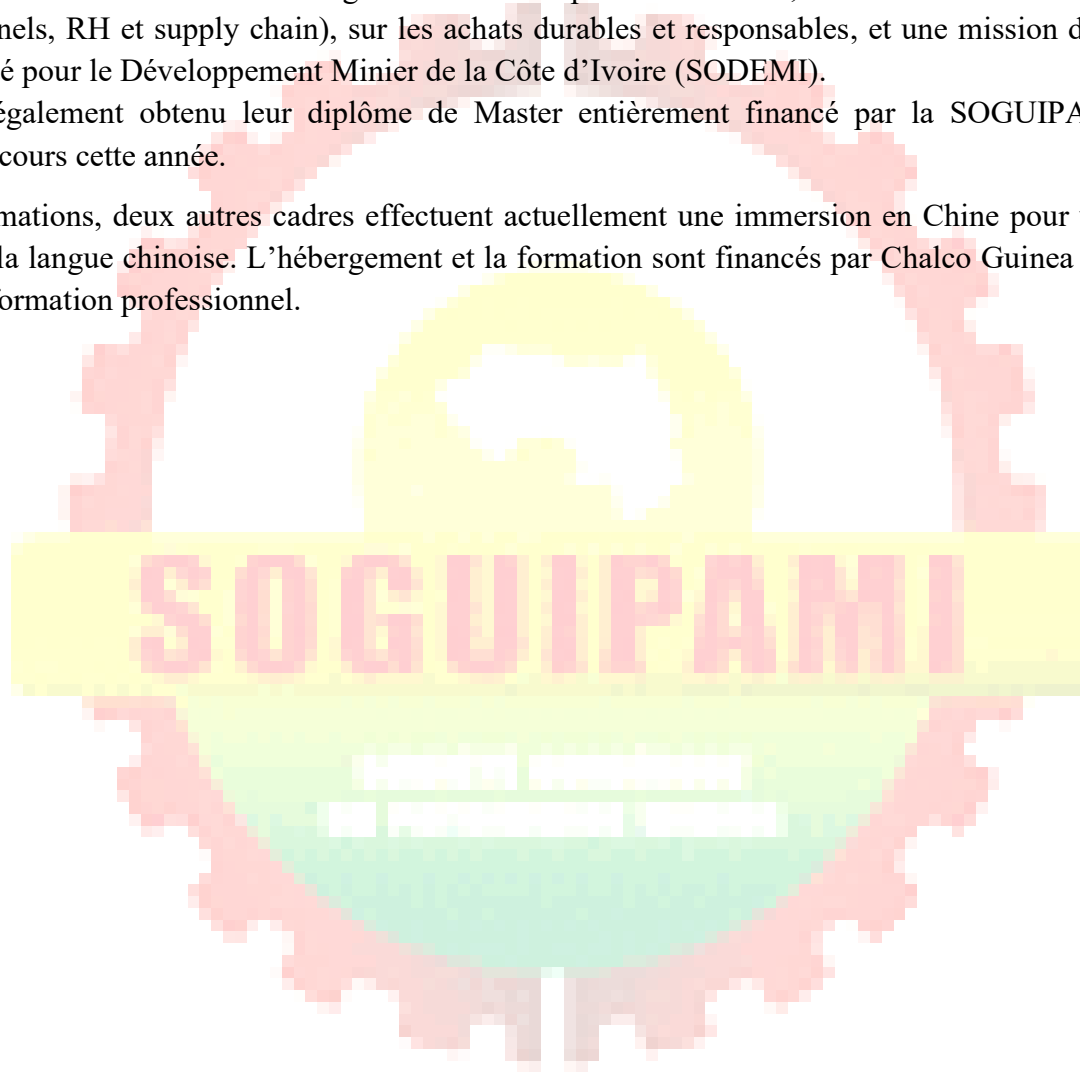 nels, RH et supply chain), sur les achats durables et responsables, et une mission d
é pour le Développement Minier de la Côte d’Ivoire (SODEMI).
également obtenu leur diplôme de Master entièrement financé par la SOGUIPA
cours cette année.
mations, deux autres cadres effectuent actuellement une immersion en Chine pour
la langue chinoise. L’hébergement et la formation sont financés par Chalco Guinea
formation professionnel.
SOGUIPAMI